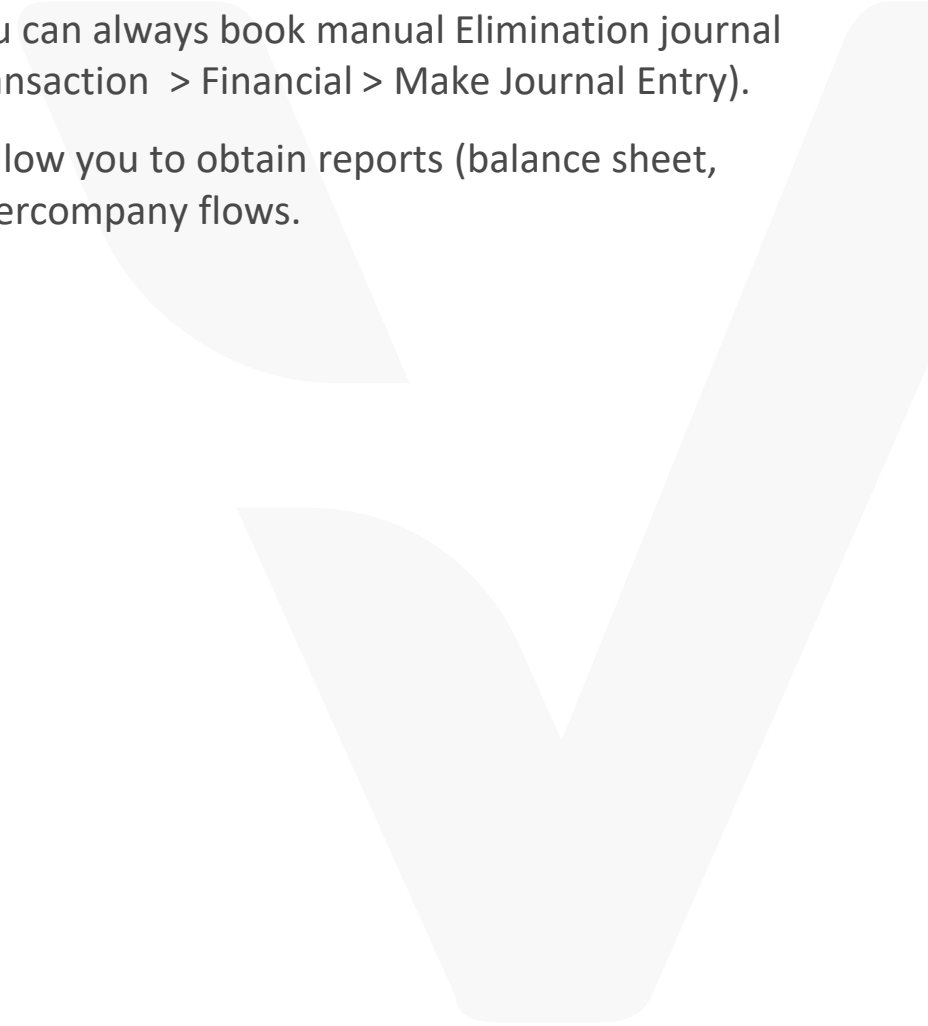 u can always book manual Elimination journal
nsaction  > Financial > Make Journal Entry).
low you to obtain reports (balance sheet,
ercompany flows.